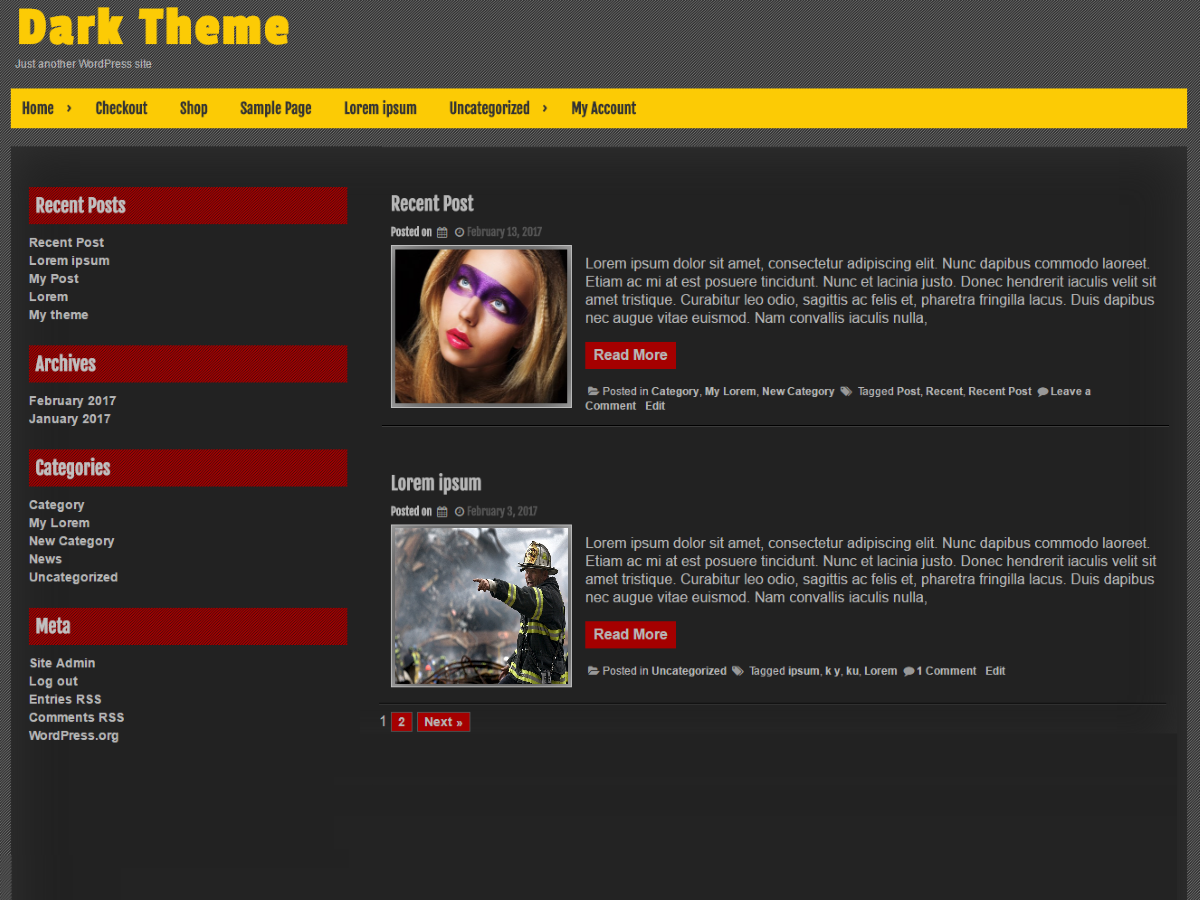 Dark Theme
Just another WordPress site
Home › Checkout Shop Sample Page Lorem ipsum Uncategorized › My Account
Recent Posts
Recent Post
Lorem ipsum
My Post
Lorem
My theme
Archives
February 2017
January 2017
Categories
Category
My Lorem
New Category
News
Uncategorized
Meta
Site Admin
Log out
Entries RSS
Comments RSS
WordPress.org
Recent Post
Posted on February 13, 2017
Lorem ipsum dolor sit amet, consectetur adipiscing elit. Nunc dapibus commodo laoreet.
Etiam ac mi at est posuere tincidunt. Nunc et lacinia justo. Donec hendrerit iaculis velit sit
amet tristique. Curabitur leo odio, sagittis ac felis et, pharetra fringilla lacus. Duis dapibus
nec augue vitae euismod. Nam convallis iaculis nulla,
Read More
Posted in Category, My Lorem, New Category Tagged Post, Recent, Recent Post Leave a
Comment Edit
Lorem ipsum
Posted on February 3, 2017
Lorem ipsum dolor sit amet, consectetur adipiscing elit. Nunc dapibus commodo laoreet.
Etiam ac mi at est posuere tincidunt. Nunc et lacinia justo. Donec hendrerit iaculis velit sit
amet tristique. Curabitur leo odio, sagittis ac felis et, pharetra fringilla lacus. Duis dapibus
nec augue vitae euismod. Nam convallis iaculis nulla,
Read More
Posted in Uncategorized Tagged ipsum, k y, ku, Lorem 1 Comment Edit
1 2 Next »